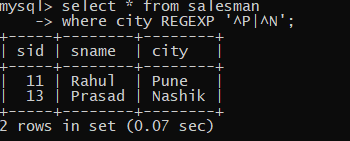 mysql> select * from salesman
    -> where city REGEXP '^P|^N';
+-----+--------+--------+
| sid | sname  | city   |
+-----+--------+--------+
|  11 | Rahul  | Pune   |
|  13 | Prasad | Nashik |
+-----+--------+--------+
2 rows in set (0.07 sec)